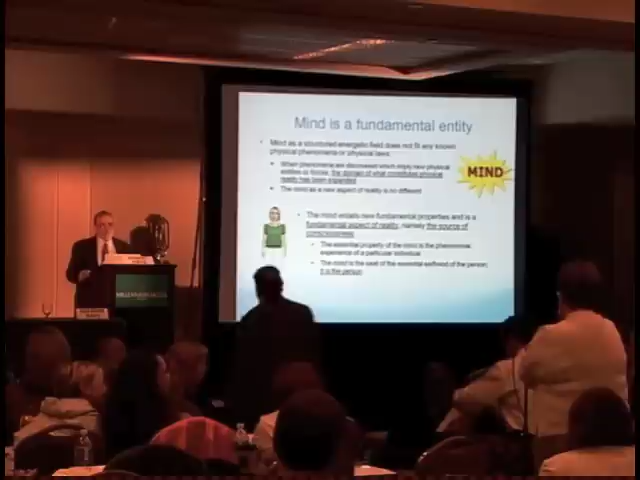 Mind is a fundamental entity
Mind as a structured energetic field does not fit any known
physical phenomena or physical laws
When phenomena are discovered which enjoy new physical
entities or forces, the domain of what constitutes physical
reality has been expanded
The mind as a new aspect of reality is no different
MIND
The mind entails new fundamental properties and is a
fundamental aspect of reality, namely the source of
consciousness
The essential property of the mind is the phenomenal
experience of a particular individual
The mind is the seat of the essential selfhood of the person;
it is the person
MILLENNIUM HOTEL